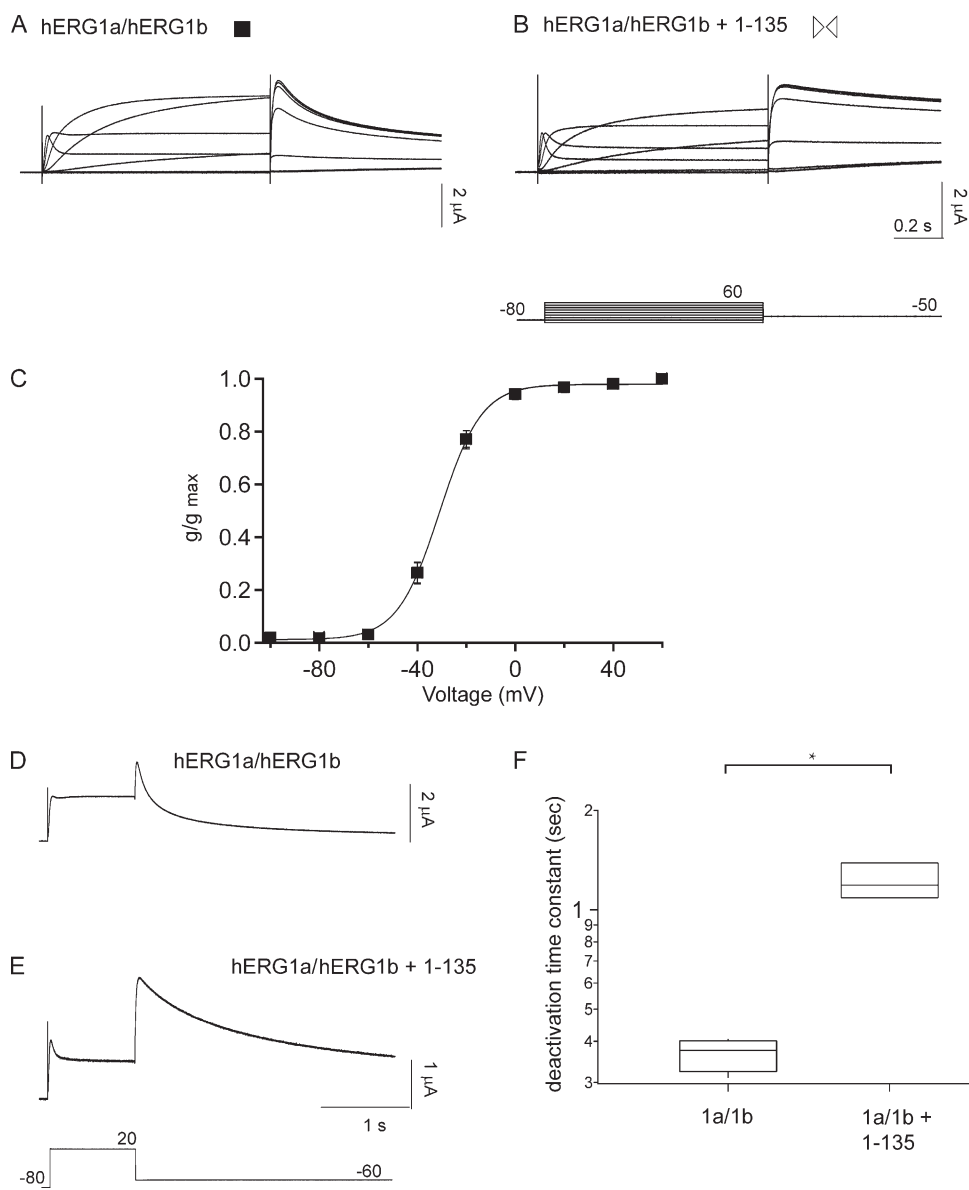 A hERG1a/hERG1b
B hERG1a/hERG1b + 1-135
2 µA
2 µA
0.2 s
-80
60
-50
C
1.0
0.8
0.6
0.4
0.2
0.0
g/g max
-80
-40
0
40
Voltage (mV)
D hERG1a/hERG1b
2 µA
E hERG1a/hERG1b + 1-135
1 µA
1 s
20
-80
-60
F
*
deactivation time constant (sec)
2
1
9
8
7
6
5
4
3
1a/1b
1a/1b +
1-135